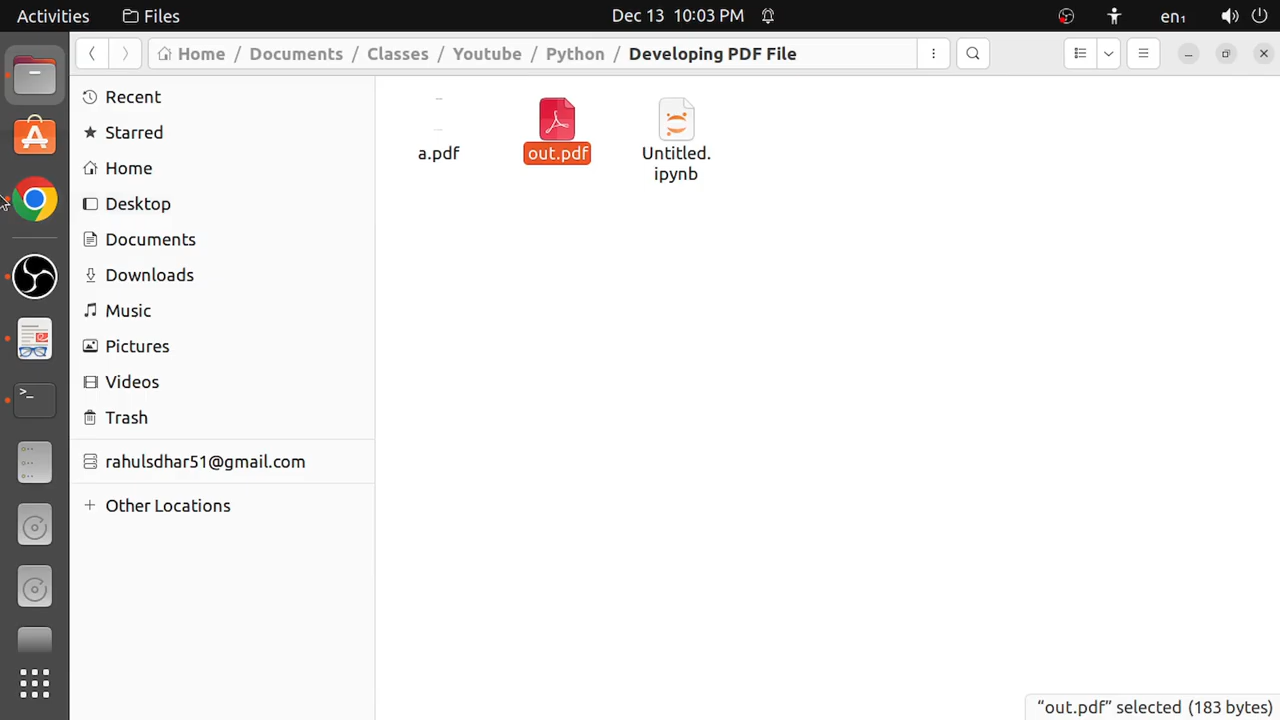 Activities Files Dec 13 10:03 PM en₁
Home / Documents / Classes / Youtube / Python / Developing PDF File
Recent
Starred
Home
Desktop
Documents
Downloads
Music
Pictures
Videos
Trash
rahulsdhar51@gmail.com
+ Other Locations
a.pdf
out.pdf
Untitled.
ipynb
“out.pdf” selected (183 bytes)